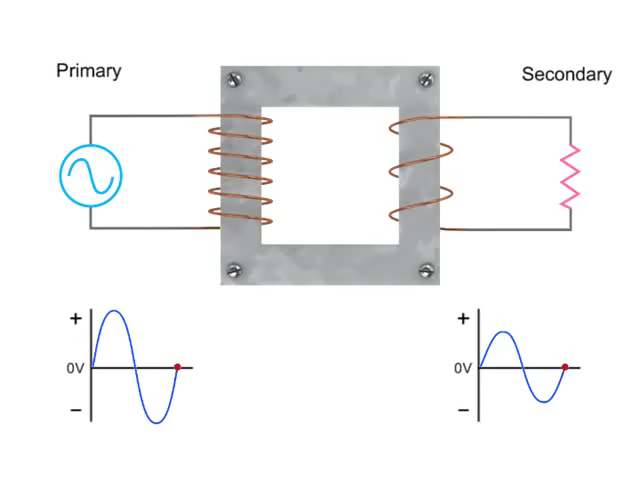 Primary
Secondary
+
0V
−
+
0V
−